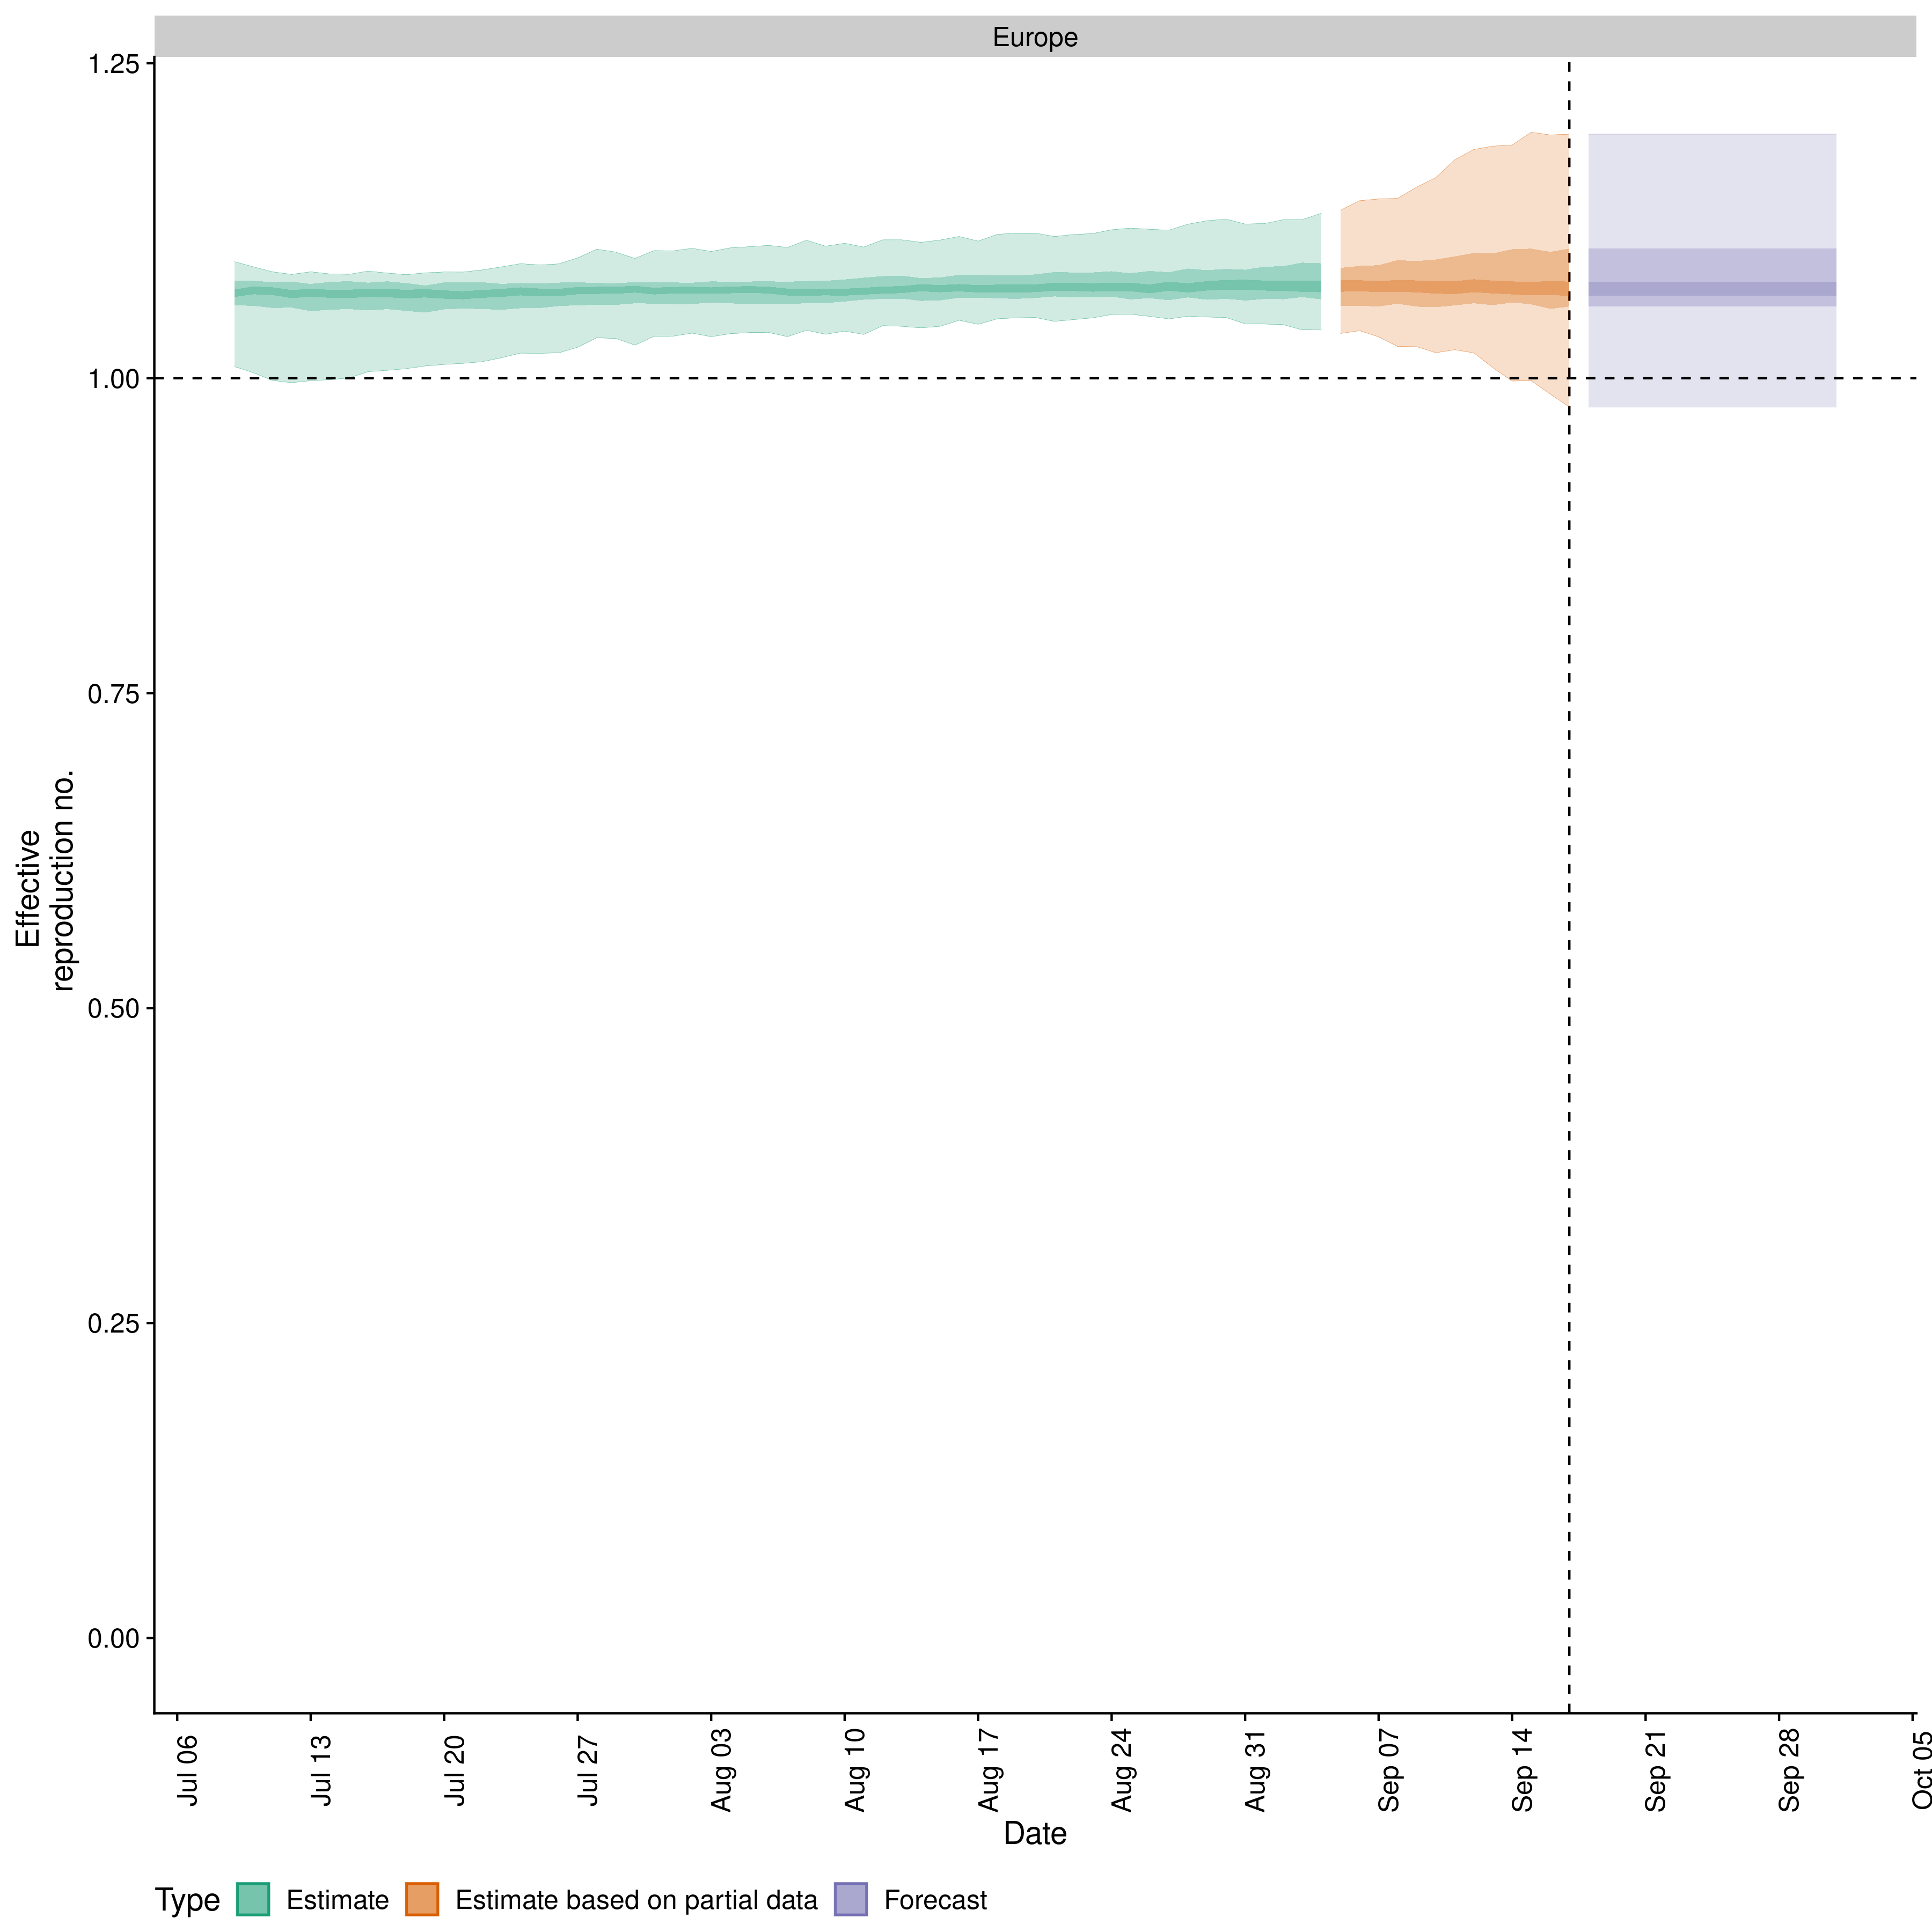 Europe
1.25
1.00
0.75
0.50
0.25
0.00
Effective
reproduction no.
Jul 06
Jul 13
Jul 20
Jul 27
Aug 03
Aug 10
Aug 17
Aug 24
Aug 31
Sep 07
Sep 14
Sep 21
Sep 28
Oct 05
Date
Type Estimate Estimate based on partial data Forecast